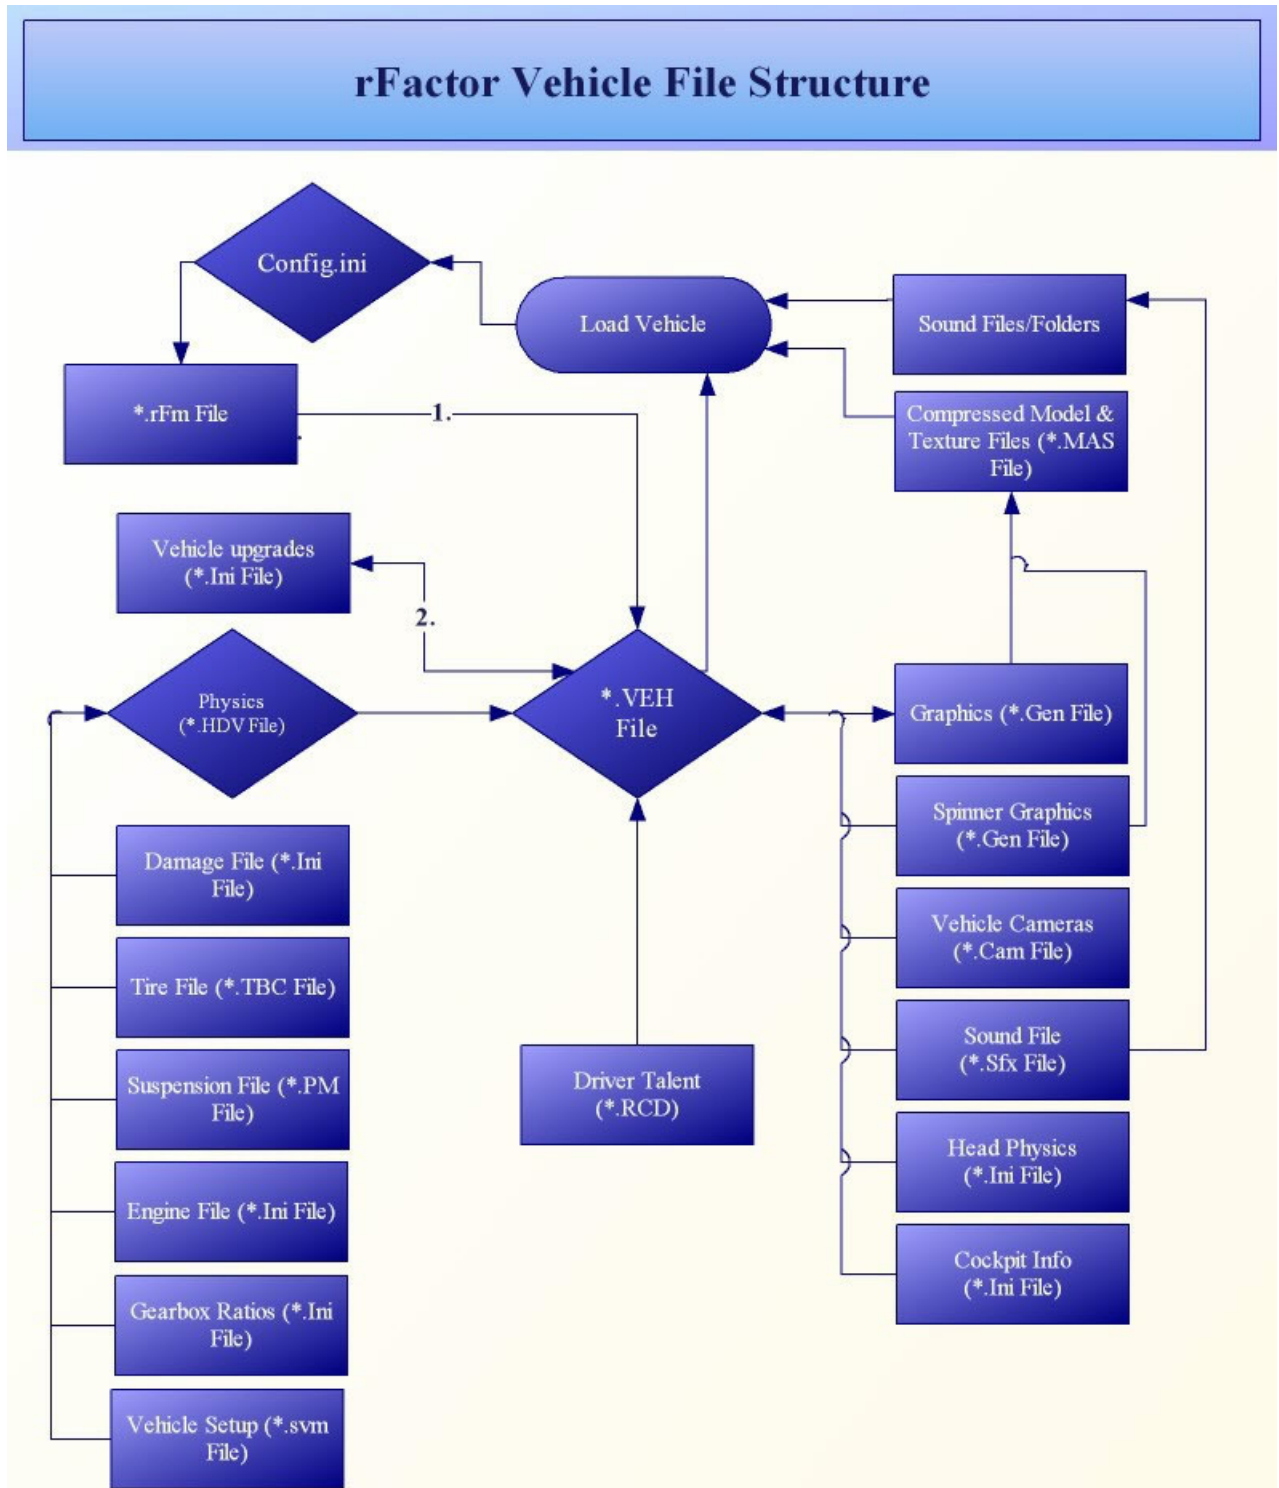 rFactor Vehicle File Structure
Config.ini
Load Vehicle
Sound Files/Folders
*.rFm File
1.
Compressed Model &
Texture Files (*.MAS
File)
Vehicle upgrades
(*.Ini File)
2.
Physics
(*.HDV File)
*.VEH
File
Graphics (*.Gen File)
Spinner Graphics
(*.Gen File)
Damage File (*.Ini
File)
Vehicle Cameras
(*.Cam File)
Tire File (*.TBC File)
Sound File
(*.Sfx File)
Suspension File (*.PM
File)
Driver Talent
(*.RCD)
Head Physics
(*.Ini File)
Engine File (*.Ini File)
Cockpit Info
(*.Ini File)
Gearbox Ratios (*.Ini
File)
Vehicle Setup (*.svm
File)